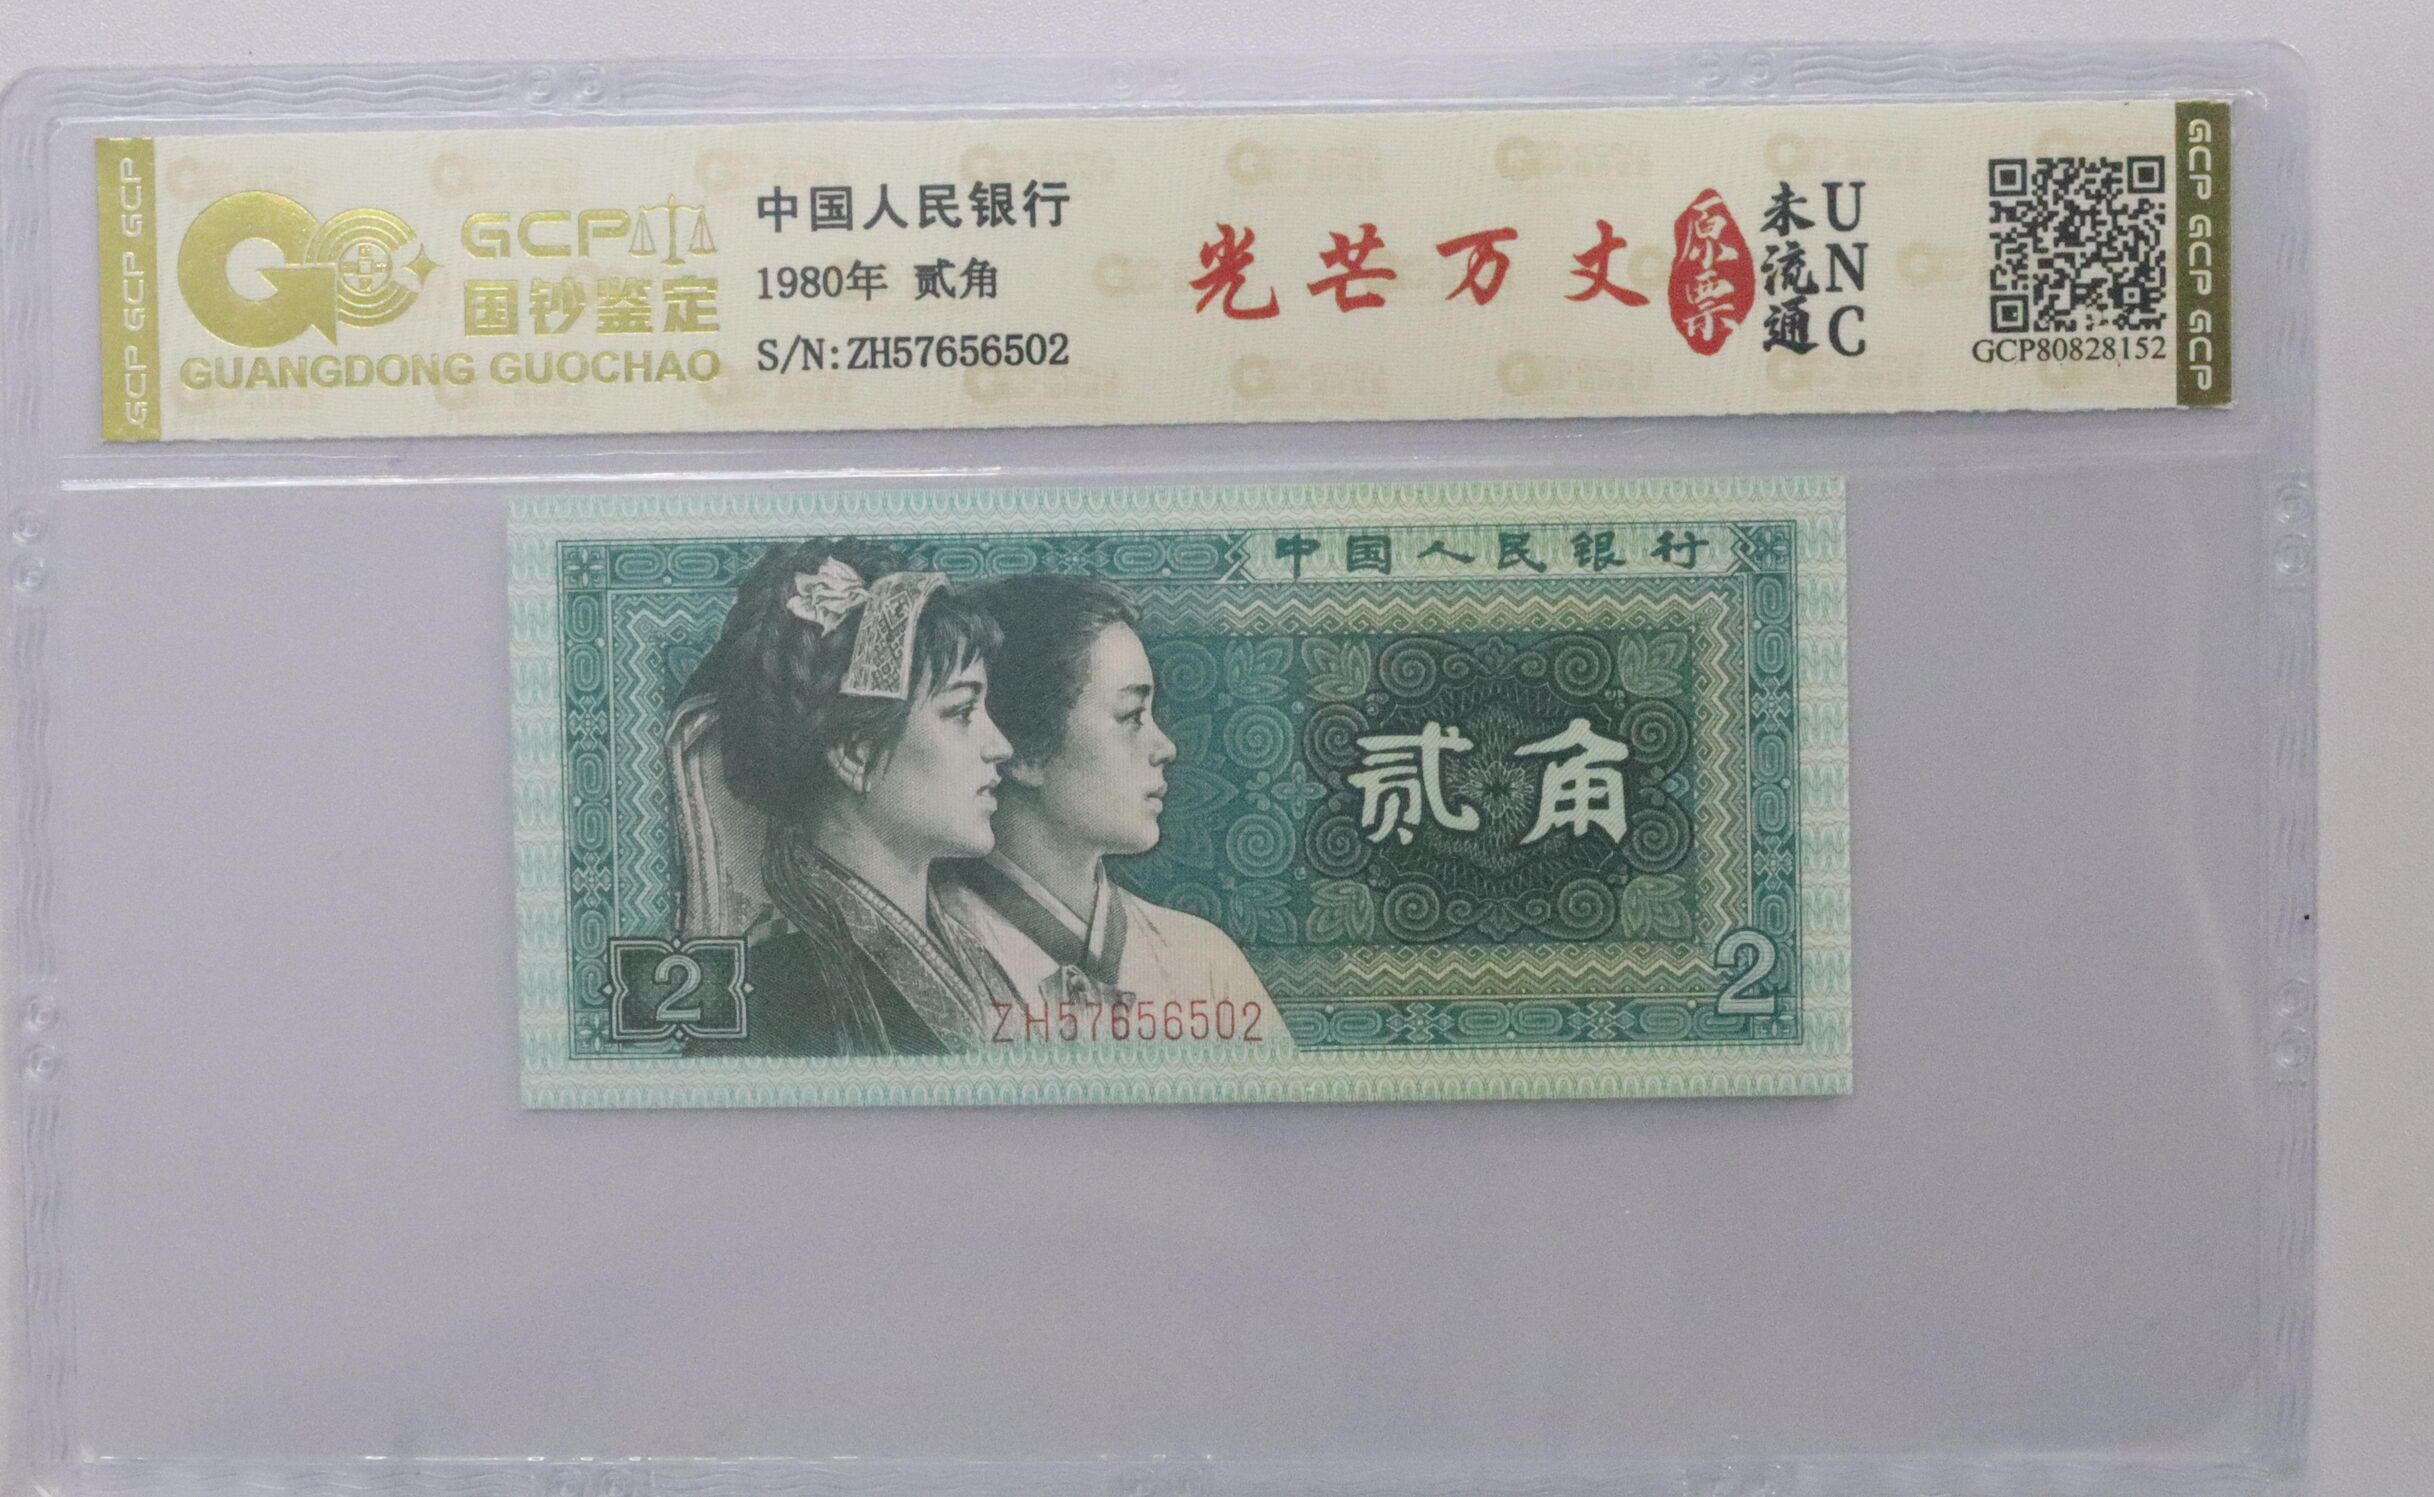 GCP GCP GCP
GCP
国钞鉴定
GUANGDONG GUOCHAO
中国人民银行
1980年 贰角
S/N:ZH57656502
光芒万丈
原票
未流通
UNC
GCP80828152
GCP GCP GCP
中国人民银行
贰角
2
ZH57656502
2